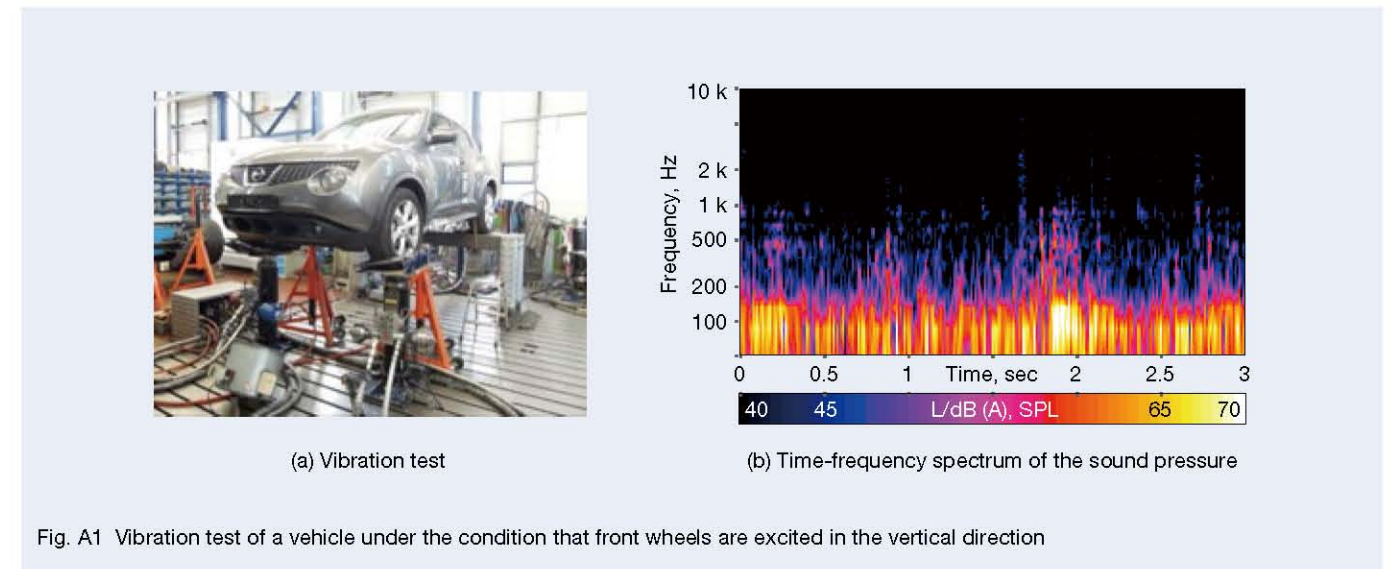 10 k
2 k
1 k
500
200
100
Frequency, Hz
0 0.5 1 Time, sec 2 2.5 3
40 45 L/dB (A), SPL 65 70
(a) Vibration test
(b) Time-frequency spectrum of the sound pressure
Fig. A1 Vibration test of a vehicle under the condition that front wheels are excited in the vertical direction